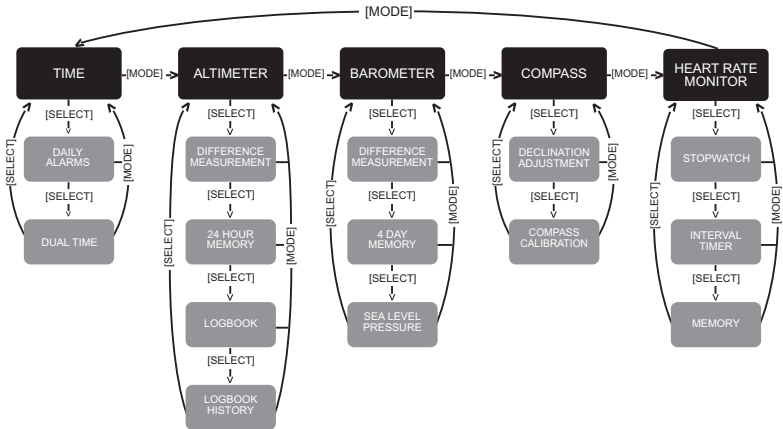 [MODE]
TIME
[MODE]
ALTIMETER
[MODE]
BAROMETER
[MODE]
COMPASS
[MODE]
HEART RATE
MONITOR
[SELECT]
[SELECT]
[SELECT]
[SELECT]
[SELECT]
DAILY
ALARMS
DIFFERENCE
MEASUREMENT
DIFFERENCE
MEASUREMENT
DECLINATION
ADJUSTMENT
STOPWATCH
[SELECT]
[MODE]
[SELECT]
[MODE]
[SELECT]
[MODE]
[SELECT]
[MODE]
[SELECT]
[MODE]
[SELECT]
[SELECT]
[SELECT]
[SELECT]
[SELECT]
DUAL TIME
24 HOUR
MEMORY
4 DAY
MEMORY
COMPASS
CALIBRATION
INTERVAL
TIMER
[SELECT]
[SELECT]
[SELECT]
LOGBOOK
SEA LEVEL
PRESSURE
MEMORY
[SELECT]
LOGBOOK
HISTORY